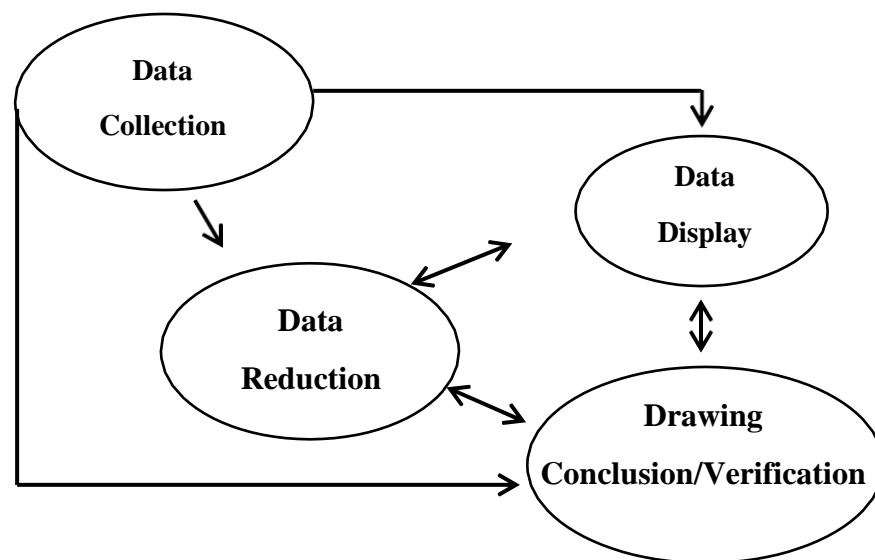 Data
Collection
Data
Display
Data
Reduction
Drawing
Conclusion/Verification